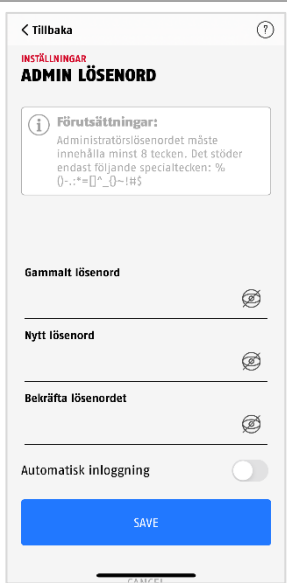 Tillbaka
?
INSTÄLLNINGAR
ADMIN LÖSENORD
i Förutsättningar:
Administratörslösenordet måste
innehålla minst 8 tecken. Det stöder
endast följande specialtecken: %
()-.:*=[]^_{}~!#$
Gammalt lösenord
Nytt lösenord
Bekräfta lösenordet
Automatisk inloggning
SAVE
CANCEL